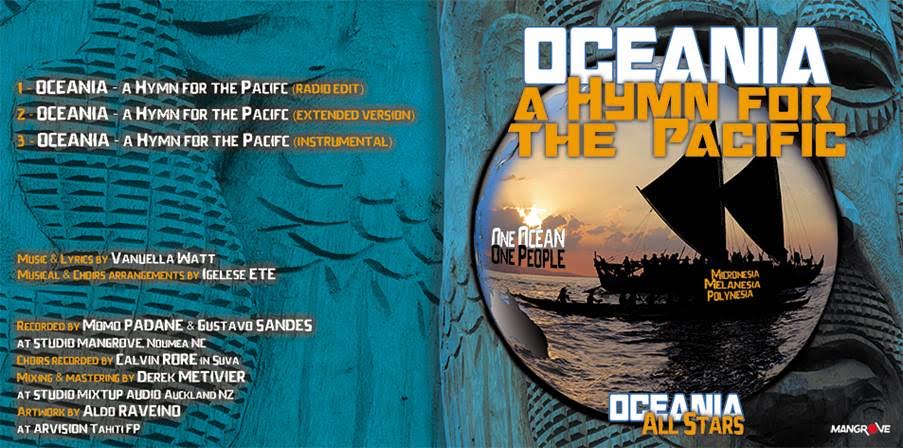 1 - OCEANIA - A HYMN FOR THE PACIFC (RADIO EDIT)
2 - OCEANIA - A HYMN FOR THE PACIFC (EXTENDED VERSION)
3 - OCEANIA - A HYMN FOR THE PACIFC (INSTRUMENTAL)
MUSIC & LYRICS BY VANUELLA WATT
MUSICAL & CHOIRS ARRANGEMENTS BY IGELESE ETE
RECORDED BY MOMO PADANE & GUSTAVO SANDES
AT STUDIO MANGROVE, NOUMEA NC
CHOIRS RECORDED BY CALVIN RORE IN SUVA
MIXING & MASTERING BY DEREK METIVIER
AT STUDIO MIXTUP AUDIO AUCKLAND NZ
ARTWORK BY ALDO RAVEINO
AT ARVISION TAHITI FP
OCEANIA
A HYMN FOR
THE PACIFIC
ONE OCEAN
ONE PEOPLE
MICRONESIA
MELANESIA
POLYNESIA
OCEANIA
ALL STARS
MANGROVE